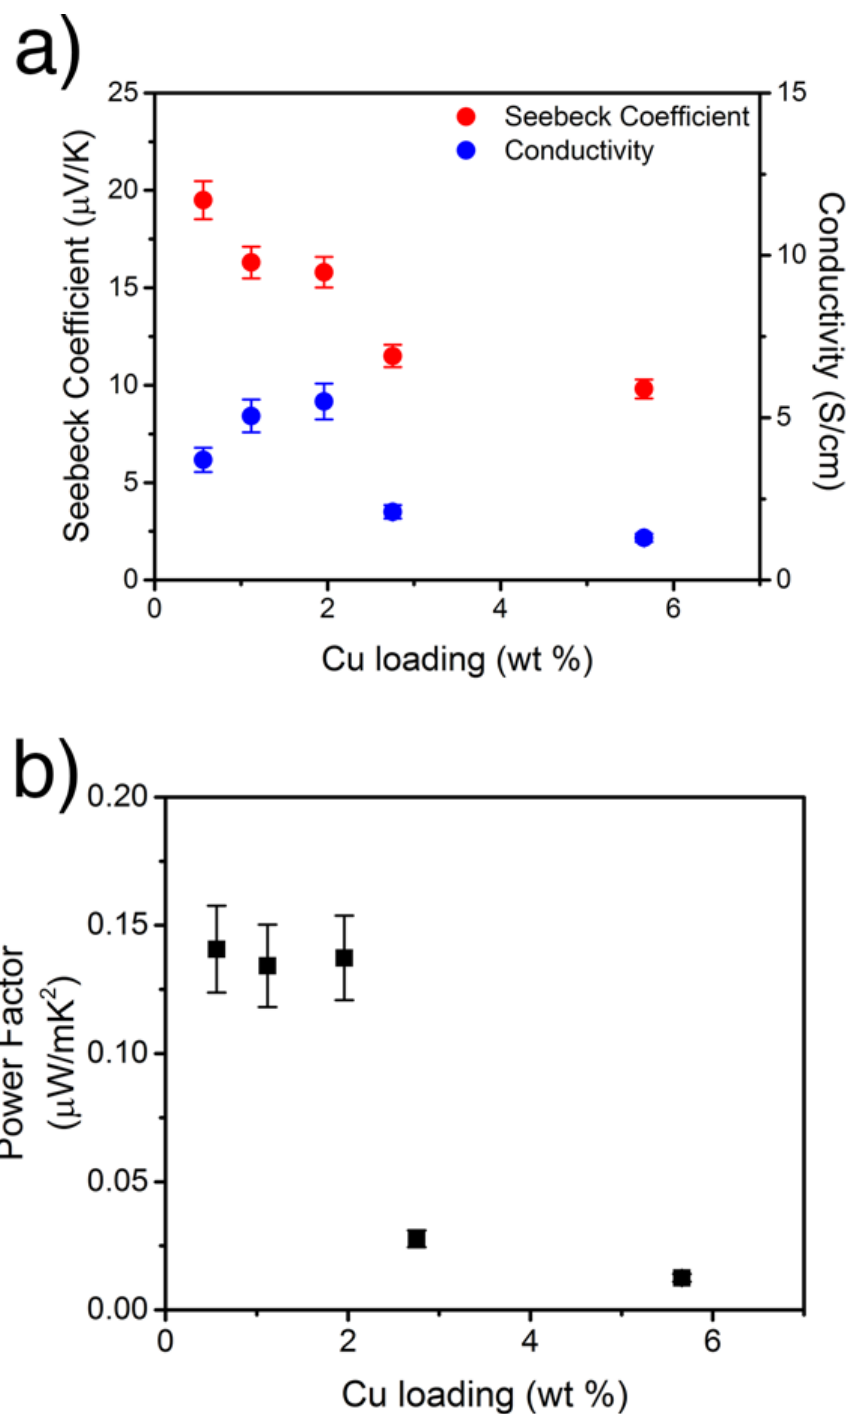 a)
Seebeck Coefficient (μV/K)
25
20
15
10
5
0
Seebeck Coefficient
Conductivity
15
10
5
0
Conductivity (S/cm)
0 2 4 6
Cu loading (wt %)
b)
Power Factor
(μW/mK²)
0.20
0.15
0.10
0.05
0.00
0 2 4 6
Cu loading (wt %)